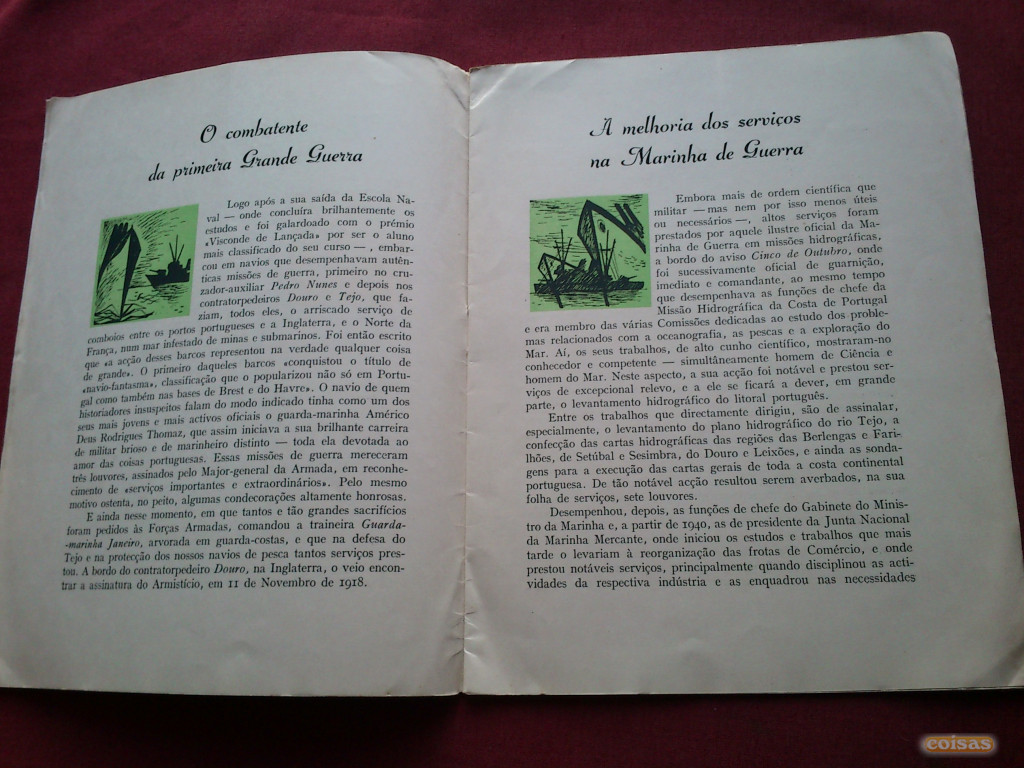 O combatente
da primeira Grande Guerra
Logo após a sua saída da Escola Na-
val — onde concluíra brilhantemente os
estudos e foi galardoado com o prémio
«Visconde de Lançada» por ser o aluno
mais classificado do seu curso — , embar-
cou em navios que desempenhavam autên-
ticas missões de guerra, primeiro no cru-
zador-auxiliar Pedro Nunes e depois nos
contratorpedeiros Douro e Tejo, que fa-
ziam, todos eles, o arriscado serviço de
comboios entre os portos portugueses e a Inglaterra, e o Norte da
França, num mar infestado de minas e submarinos. Foi então escrito
que «a acção desses barcos representou na verdade qualquer coisa
de grande». O primeiro daqueles barcos «conquistou o título de
«navio-fantasma», classificação que o popularizou não só em Portu-
gal como também nas bases de Brest e do Havre». O navio de quem
historiadores insuspeitos falam do modo indicado tinha como um dos
seus mais jovens e mais activos oficiais o guarda-marinha Américo
Deus Rodrigues Thomaz, que assim iniciava a sua brilhante carreira
de militar brioso e de marinheiro distinto — toda ela devotada ao
amor das coisas portuguesas. Essas missões de guerra mereceram
três louvores, assinados pelo Major-general da Armada, em reconhe-
cimento de «serviços importantes e extraordinários». Pelo mesmo
motivo ostenta, no peito, algumas condecorações altamente honrosas.
E ainda nesse momento, em que tantos e tão grandes sacrifícios
foram pedidos às Forças Armadas, comandou a traineira Guarda-
-marinha Janeiro, arvorada em guarda-costas, e que na defesa do
Tejo e na protecção dos nossos navios de pesca tantos serviços pres-
tou. A bordo do contratorpedeiro Douro, na Inglaterra, o veio encon-
trar a assinatura do Armistício, em 11 de Novembro de 1918.
A melhoria dos serviços
na Marinha de Guerra
Embora mais de ordem científica que
militar — mas nem por isso menos úteis
ou necessários —, altos serviços foram
prestados por aquele ilustre oficial da Ma-
rinha de Guerra em missões hidrográficas,
a bordo do aviso Cinco de Outubro, onde
foi sucessivamente oficial de guarnição,
imediato e comandante, ao mesmo tempo
que desempenhava as funções de chefe da
Missão Hidrográfica da Costa de Portugal
e era membro das várias Comissões dedicadas ao estudo dos proble-
mas relacionados com a oceanografia, as pescas e a exploração do
Mar. Aí, os seus trabalhos, de alto cunho científico, mostraram-no
conhecedor e competente — simultâneamente homem de Ciência e
homem do Mar. Neste aspecto, a sua acção foi notável e prestou ser-
viços de excepcional relevo, e a ele se ficará a dever, em grande
parte, o levantamento hidrográfico do litoral português.
Entre os trabalhos que directamente dirigiu, são de assinalar,
especialmente, o levantamento do plano hidrográfico do rio Tejo, a
confecção das cartas hidrográficas das regiões das Berlengas e Fari-
lhões, de Setúbal e Sesimbra, do Douro e Leixões, e ainda as sonda-
gens para a execução das cartas gerais de toda a costa continental
portuguesa. De tão notável acção resultou serem averbados, na sua
folha de serviços, sete louvores.
Desempenhou, depois, as funções de chefe do Gabinete do Minis-
tro da Marinha e, a partir de 1940, as de presidente da Junta Nacional
da Marinha Mercante, onde iniciou os estudos e trabalhos que mais
tarde o levariam à reorganização das frotas de Comércio, e onde
prestou notáveis serviços, principalmente quando disciplinou as acti-
vidades da respectiva indústria e as enquadrou nas necessidades
coisas